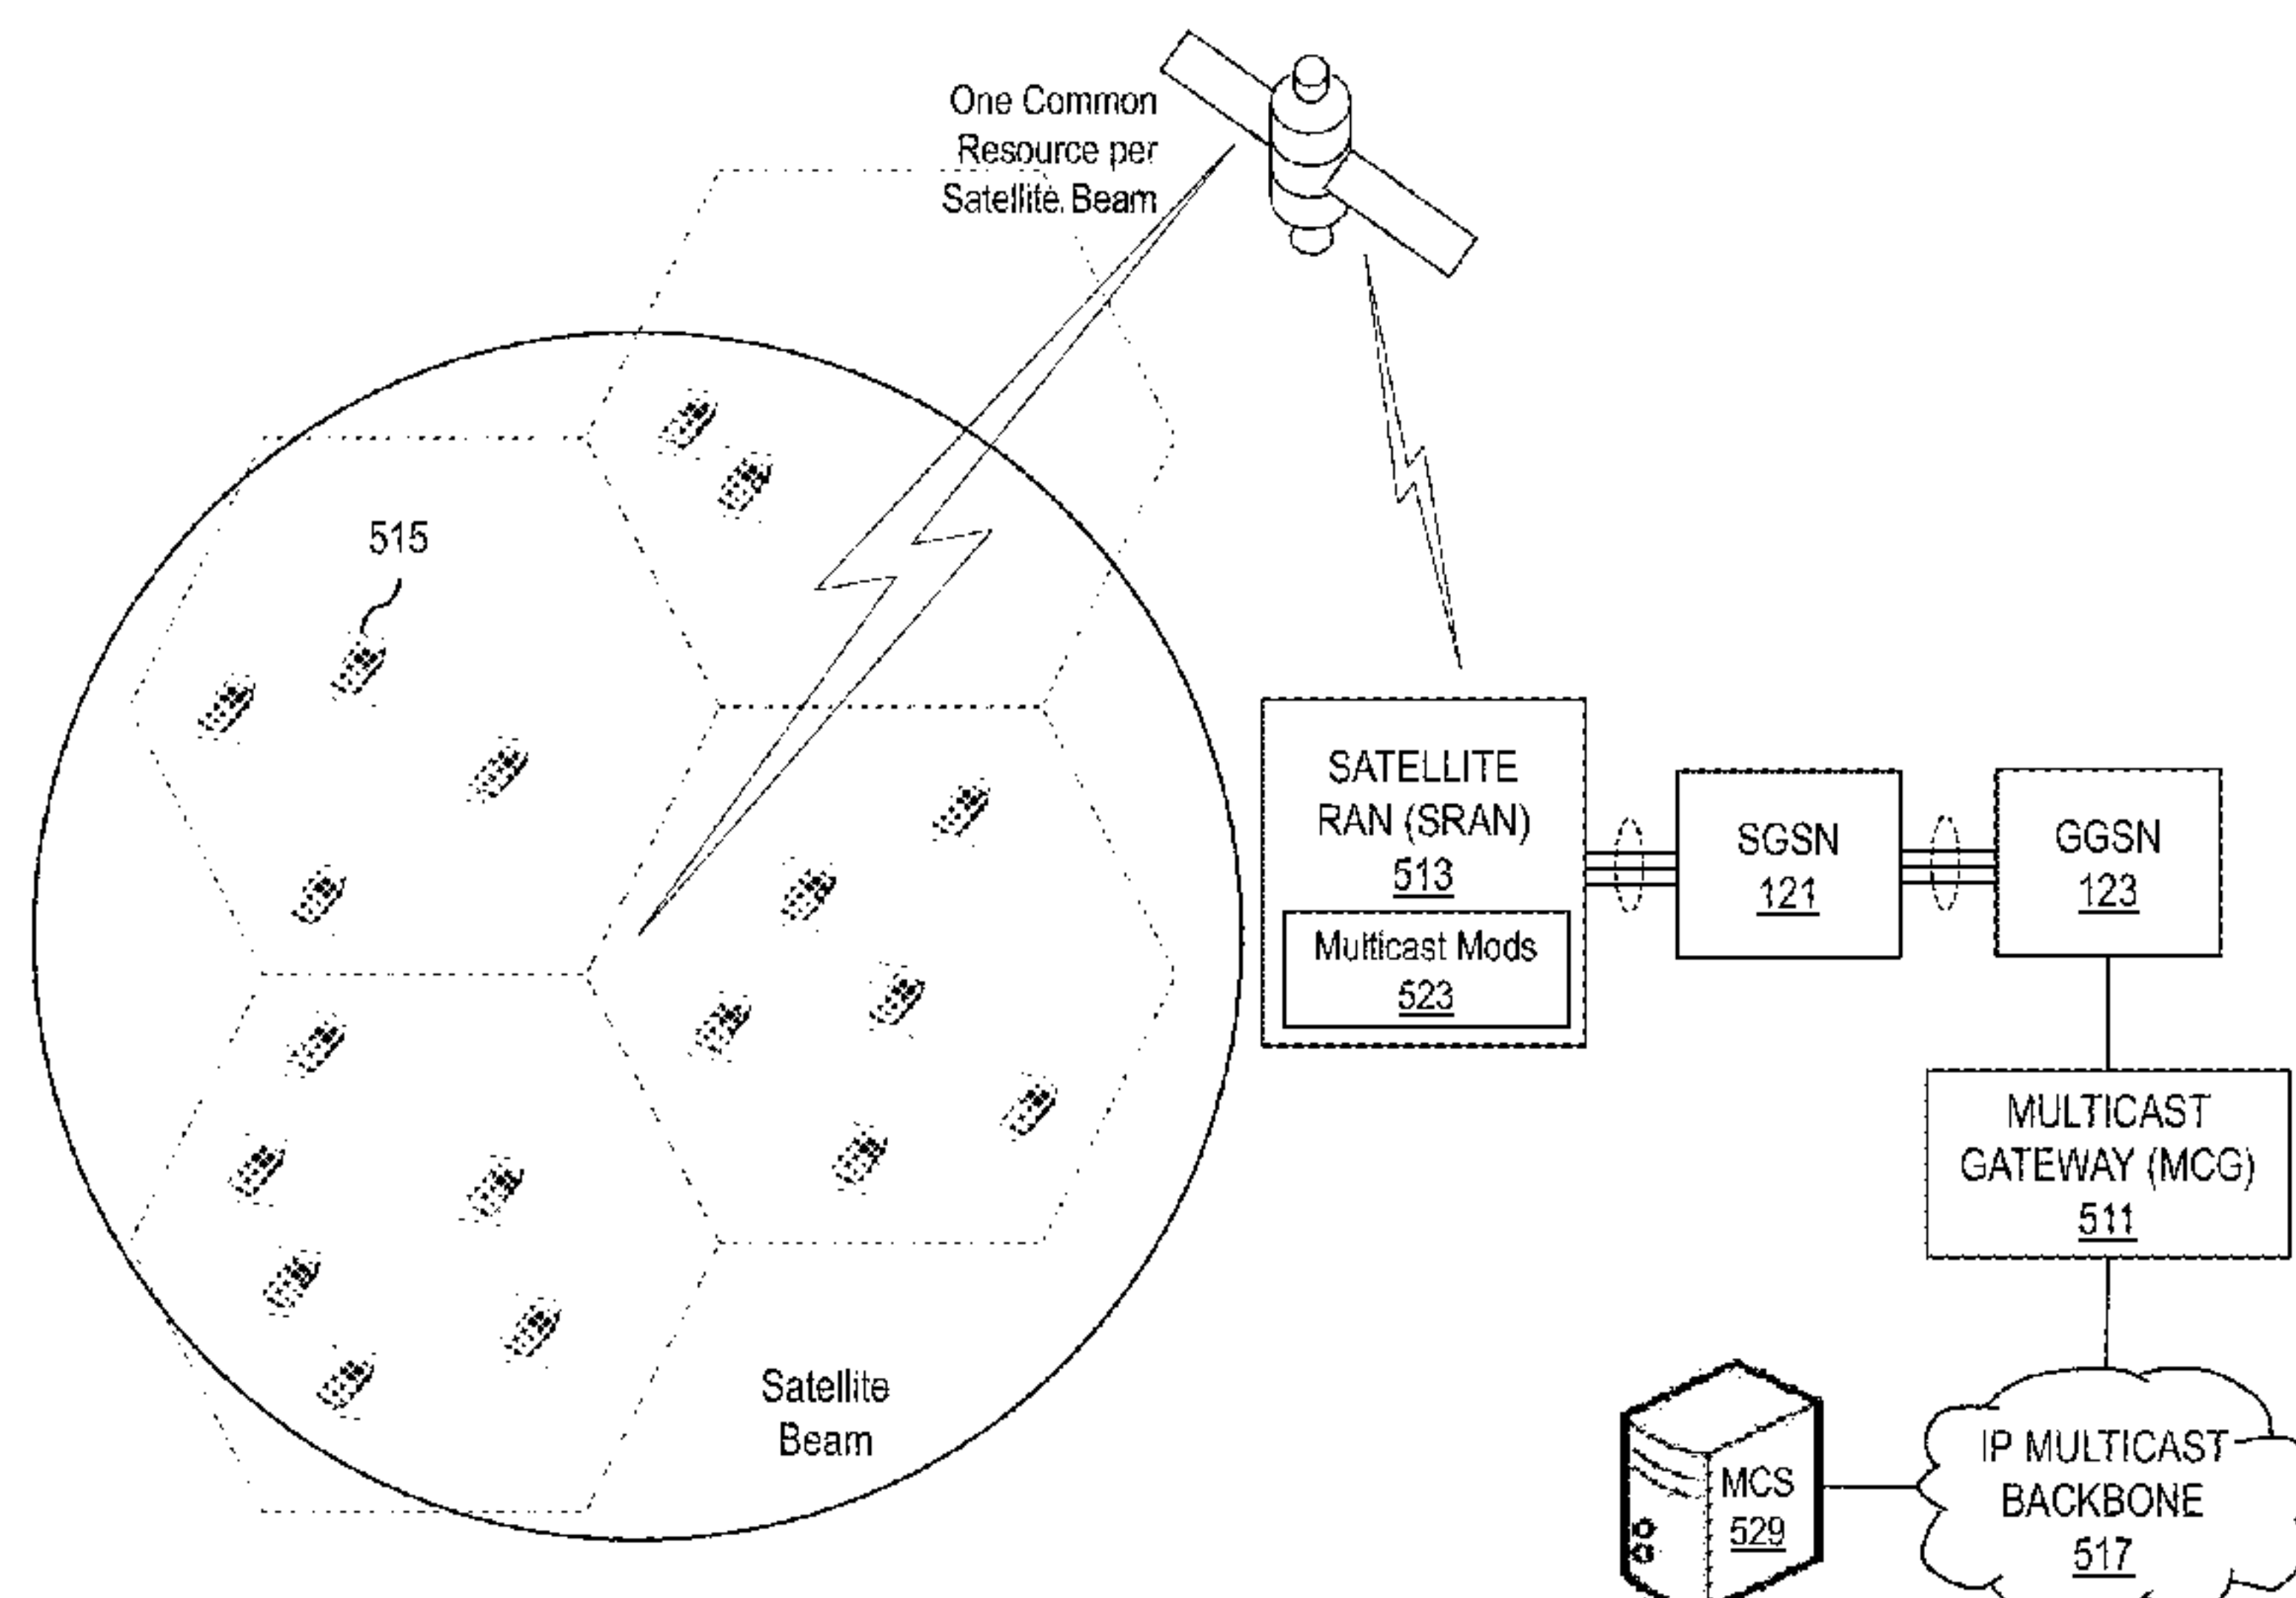 One Common
Resource per
Satellite Beam
515
SATELLITE
RAN (SRAN)
513
Multicast Mods
523
SGSN
121
GGSN
123
MULTICAST
GATEWAY (MCG)
511
Satellite
Beam
MCS
529
IP MULTICAST
BACKBONE
517